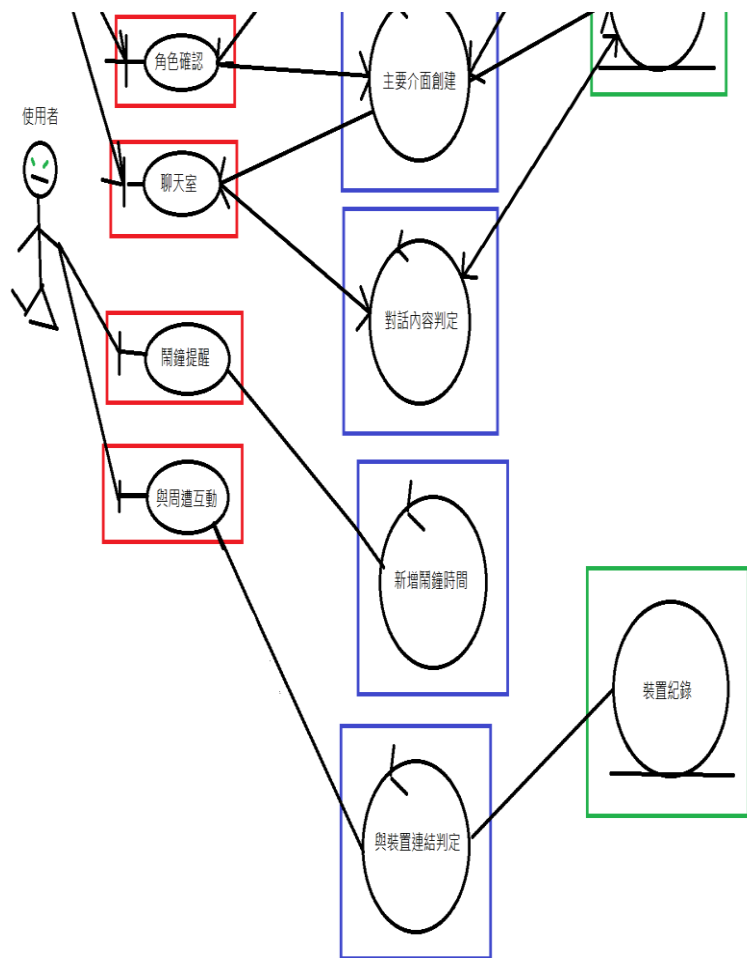 角色確認
主要介面創建
使用者
聊天室
對話內容判定
鬧鐘提醒
與周遭互動
新增鬧鐘時間
裝置紀錄
與裝置連結判定